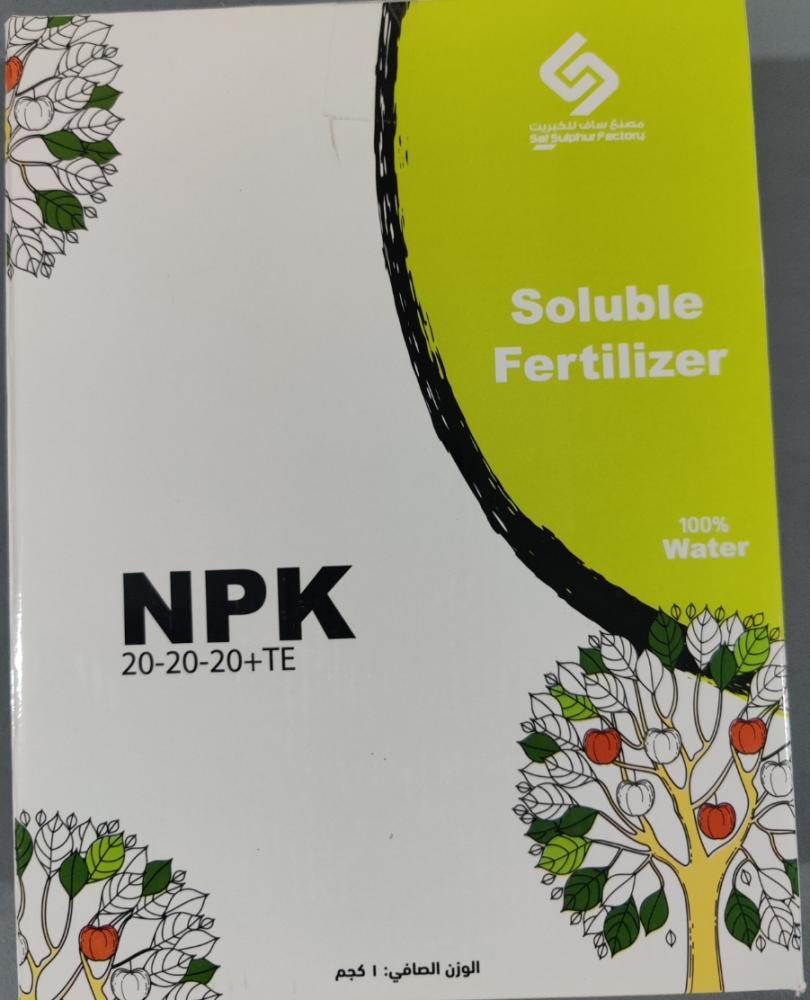 مصنع ساف للكبريت
Saf Sulphur Factory
Soluble
Fertilizer
100%
Water
NPK
20-20-20+TE
الوزن الصافي: ١ كجم